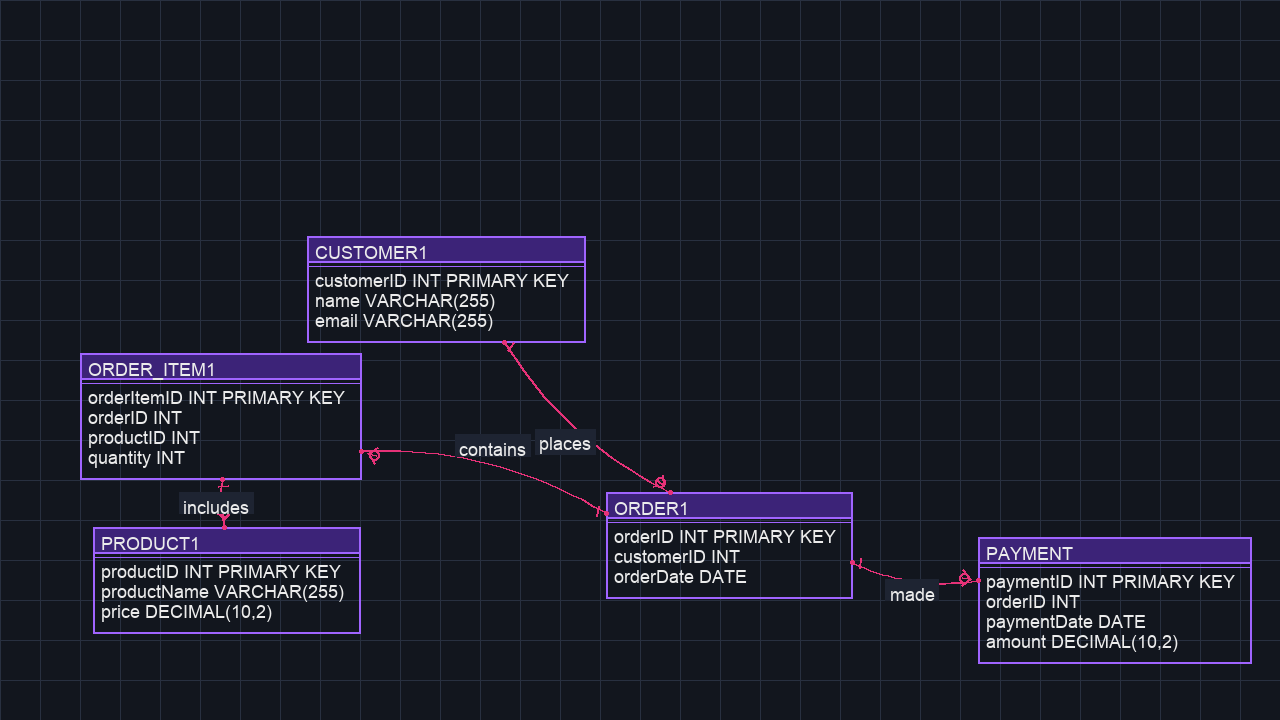 CUSTOMER1
customerID INT PRIMARY KEY
name VARCHAR(255)
email VARCHAR(255)
ORDER_ITEM1
orderItemID INT PRIMARY KEY
orderID INT
productID INT
quantity INT
contains
places
includes
ORDER1
orderID INT PRIMARY KEY
customerID INT
orderDate DATE
PRODUCT1
productID INT PRIMARY KEY
productName VARCHAR(255)
price DECIMAL(10,2)
made
PAYMENT
paymentID INT PRIMARY KEY
orderID INT
paymentDate DATE
amount DECIMAL(10,2)